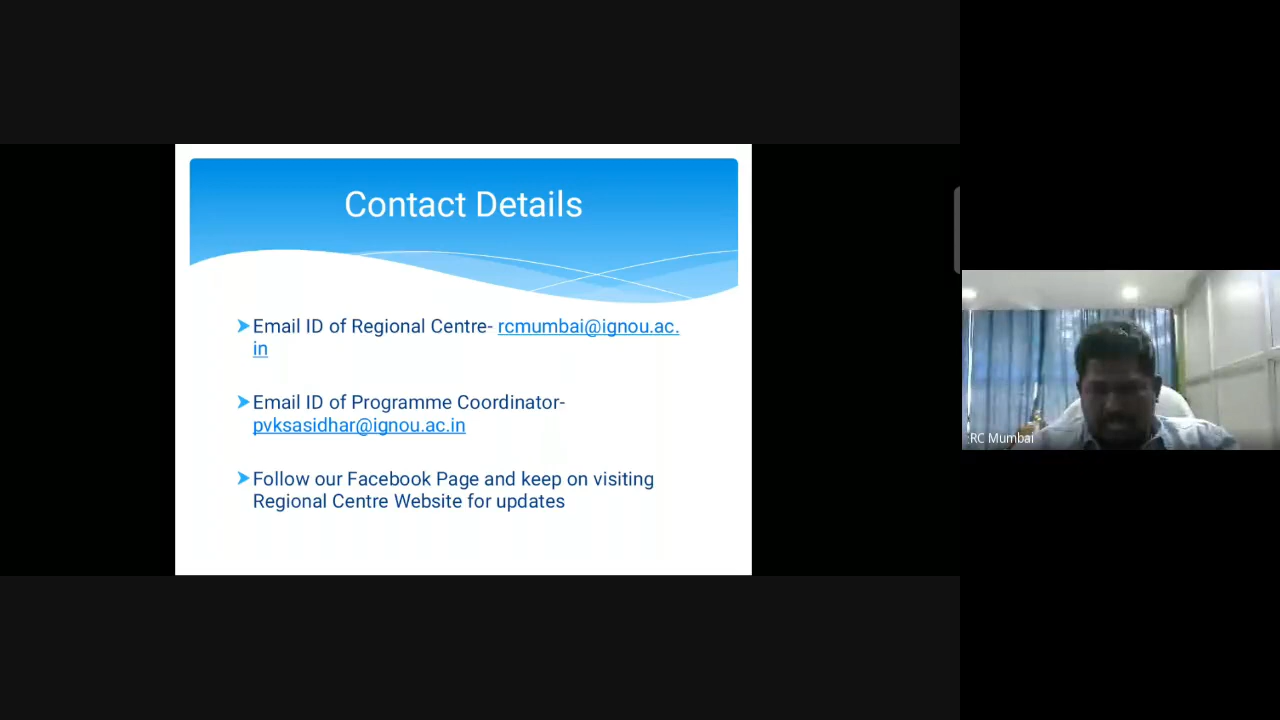 Contact Details
➤Email ID of Regional Centre- rcmumbai@ignou.ac.
in
➤Email ID of Programme Coordinator-
pvksasidhar@ignou.ac.in
➤Follow our Facebook Page and keep on visiting
Regional Centre Website for updates
RC Mumbai